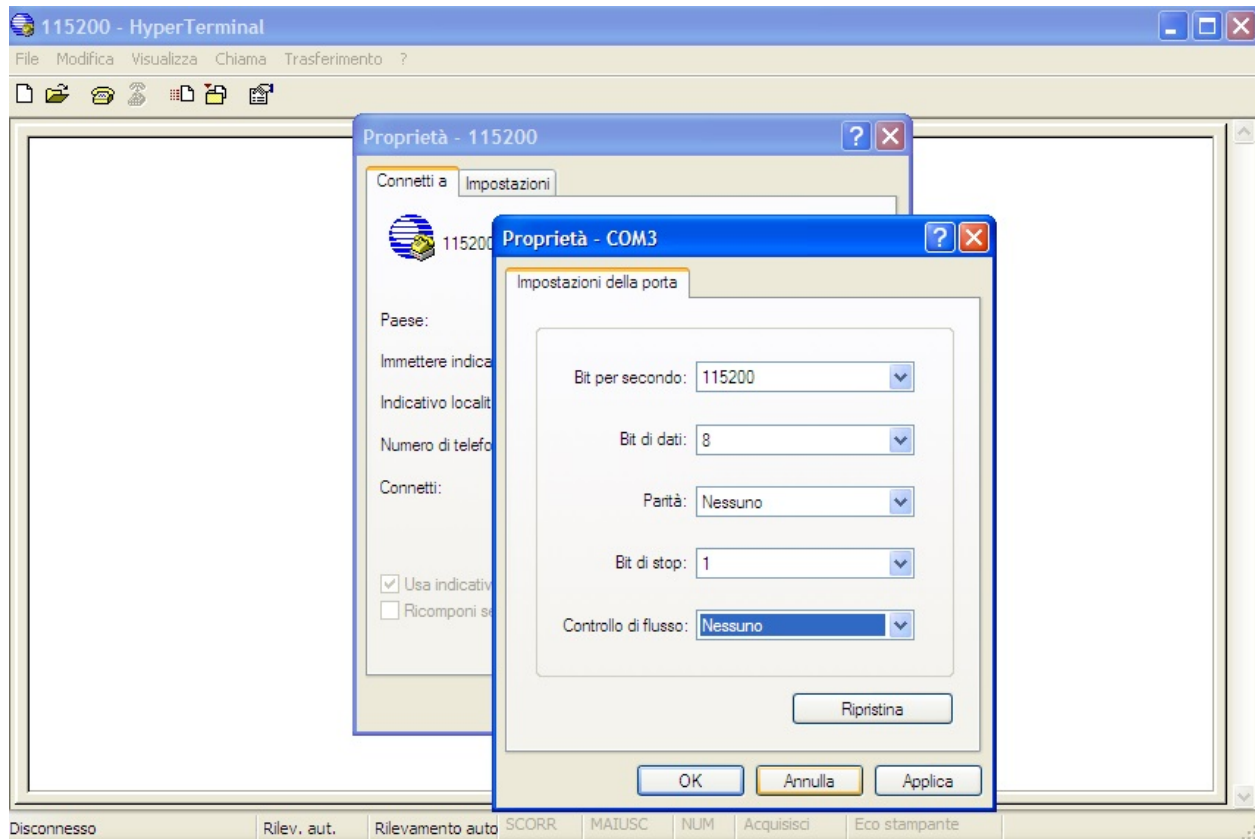 115200 - HyperTerminal
File Modifica Visualizza Chiama Trasferimento ?
Proprietà - 115200
Connetti a Impostazioni
115200
Paese:
Immettere indica
Indicativo localit
Numero di telefo
Connetti:
Usa indicativ
Ricomponi se
Proprietà - COM3
Impostazioni della porta
Bit per secondo: 115200
Bit di dati: 8
Parità: Nessuno
Bit di stop: 1
Controllo di flusso: Nessuno
Ripristina
OK Annulla Applica
Disconnesso Rilev. aut. Rilevamento auto SCORR MAIUSC NUM Acquisisci Eco stampante